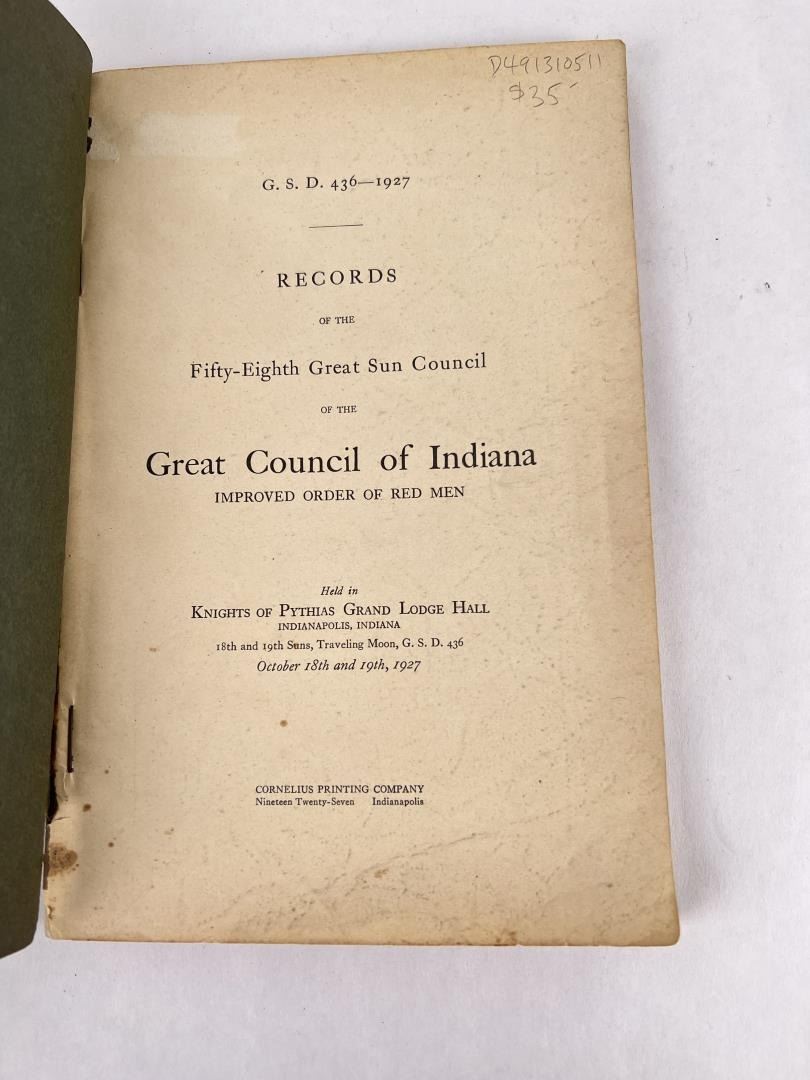 D491310511
$35-
G. S. D. 436—1927
RECORDS
OF THE
Fifty-Eighth Great Sun Council
OF THE
Great Council of Indiana
IMPROVED ORDER OF RED MEN
Held in
KNIGHTS OF PYTHIAS GRAND LODGE HALL
INDIANAPOLIS, INDIANA
18th and 19th Suns, Traveling Moon, G. S. D. 436
October 18th and 19th, 1927
CORNELIUS PRINTING COMPANY
Nineteen Twenty-Seven Indianapolis